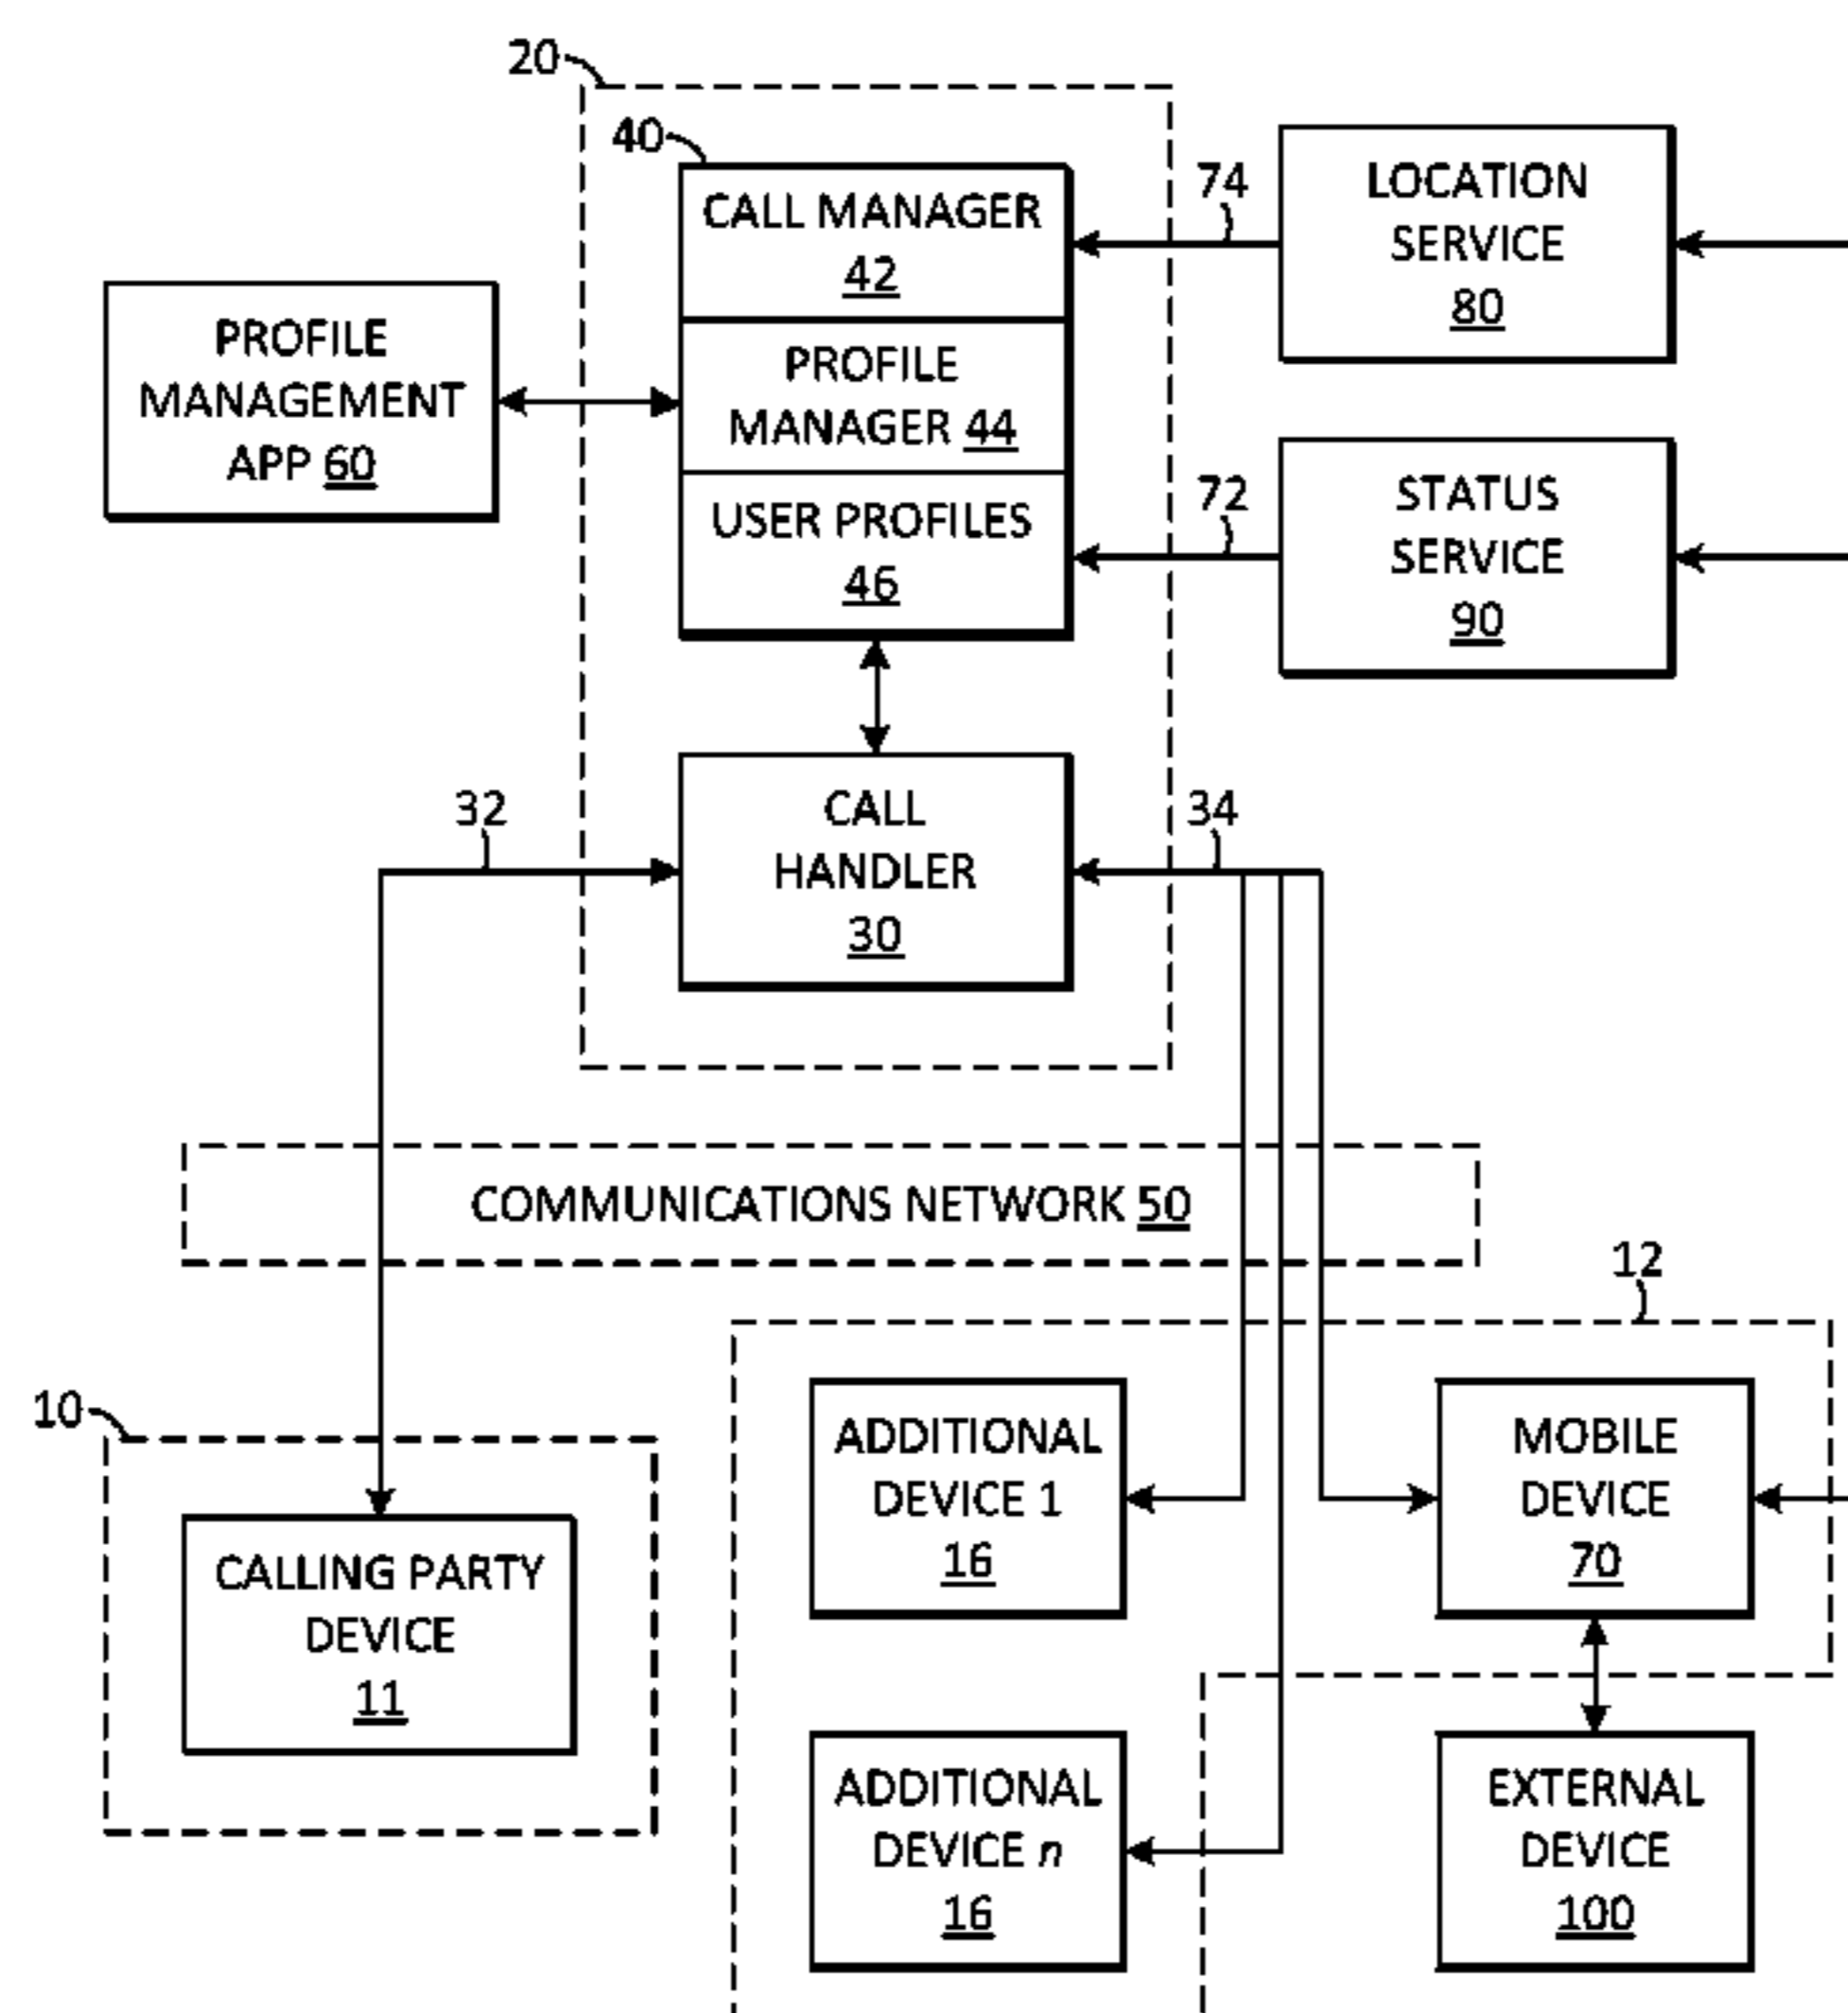 20
40
CALL MANAGER
42
PROFILE
MANAGER 44
USER PROFILES
46
74
LOCATION
SERVICE
80
PROFILE
MANAGEMENT
APP 60
72
STATUS
SERVICE
90
32
CALL
HANDLER
30
34
COMMUNICATIONS NETWORK 50
12
10
CALLING PARTY
DEVICE
11
ADDITIONAL
DEVICE 1
16
MOBILE
DEVICE
70
ADDITIONAL
DEVICE n
16
EXTERNAL
DEVICE
100